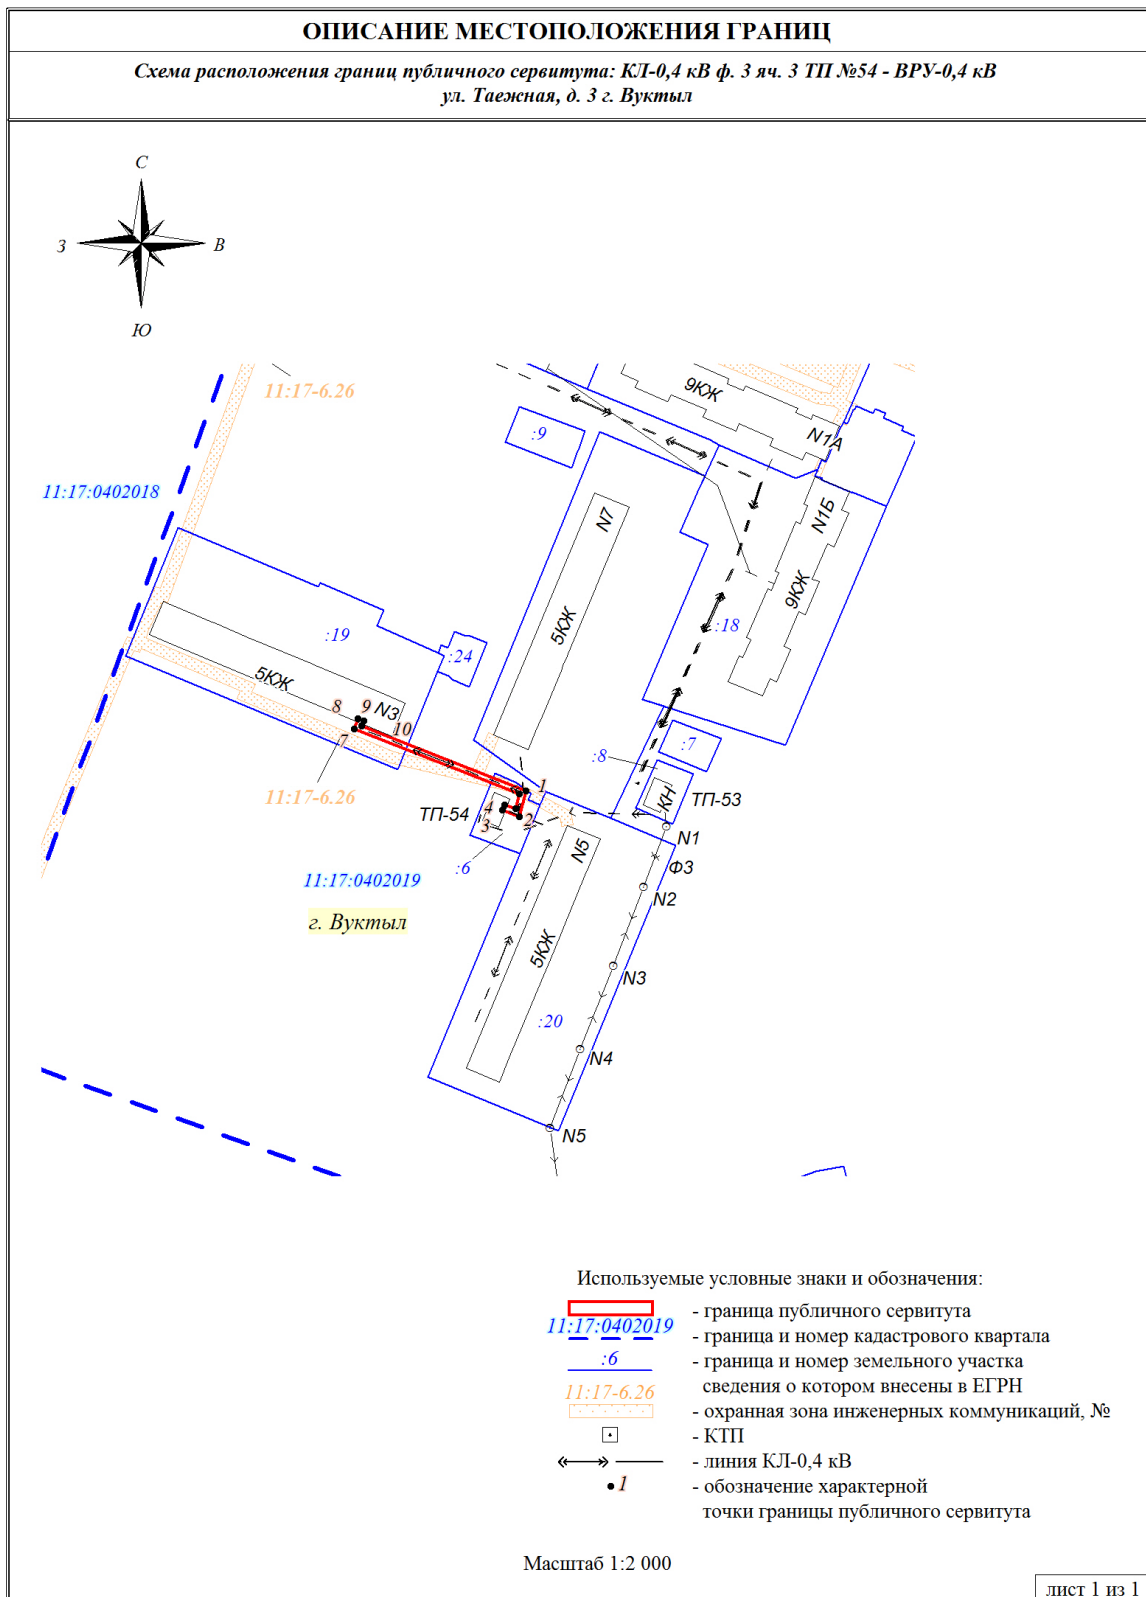 ОПИСАНИЕ МЕСТОПОЛОЖЕНИЯ ГРАНИЦ
Схема расположения границ публичного сервитута: КЛ-0,4 кВ ф. 3 яч. 3 ТП №54 - ВРУ-0,4 кВ
ул. Таежная, д. 3 г. Вуктыл
С
З
В
Ю
11:17-6.26
9КЖ
N1А
:9
11:17:0402018
N7
N1Б
9КЖ
5КЖ
:18
:19
:24
5КЖ
N3
8
9
10
7
:7
:8
11:17-6.26
1
ТП-54
4
3
2
КН
ТП-53
N1
N5
Ф3
:6
11:17:0402019
N2
г. Вуктыл
5КЖ
N3
:20
N4
N5
Используемые условные знаки и обозначения:
- граница публичного сервитута
11:17:0402019
- граница и номер кадастрового квартала
:6
- граница и номер земельного участка
сведения о котором внесены в ЕГРН
11:17-6.26
- охранная зона инженерных коммуникаций, №
- КТП
- линия КЛ-0,4 кВ
1
- обозначение характерной
точки границы публичного сервитута
Масштаб 1:2 000
лист 1 из 1